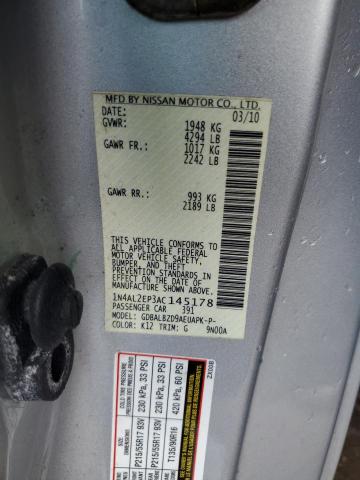 MFD BY NISSAN MOTOR CO., LTD.
DATE: 03/10
GVWR: 1948 KG
4294 LB
GAWR FR.: 1017 KG
2242 LB
GAWR RR.: 993 KG
2189 LB
THIS VEHICLE CONFORMS TO ALL
APPLICABLE FEDERAL
MOTOR VEHICLE SAFETY,
BUMPER, AND THEFT
PREVENTION STANDARDS
IN EFFECT ON THE DATE OF
MANUFACTURE SHOWN ABOVE.
1N4AL2EP3AC145178
PASSENGER CAR 391
MODEL: GDBALBZD9AEUAPK-P-
COLOR: K12 TRIM: G 9N00A
COLD TIRE PRESSURE
230 kPa, 33 PSI
230 kPa, 33 PSI
420 kPa, 60 PSI
P215/55R17 93V
P215/55R17 93V
T135/90R16